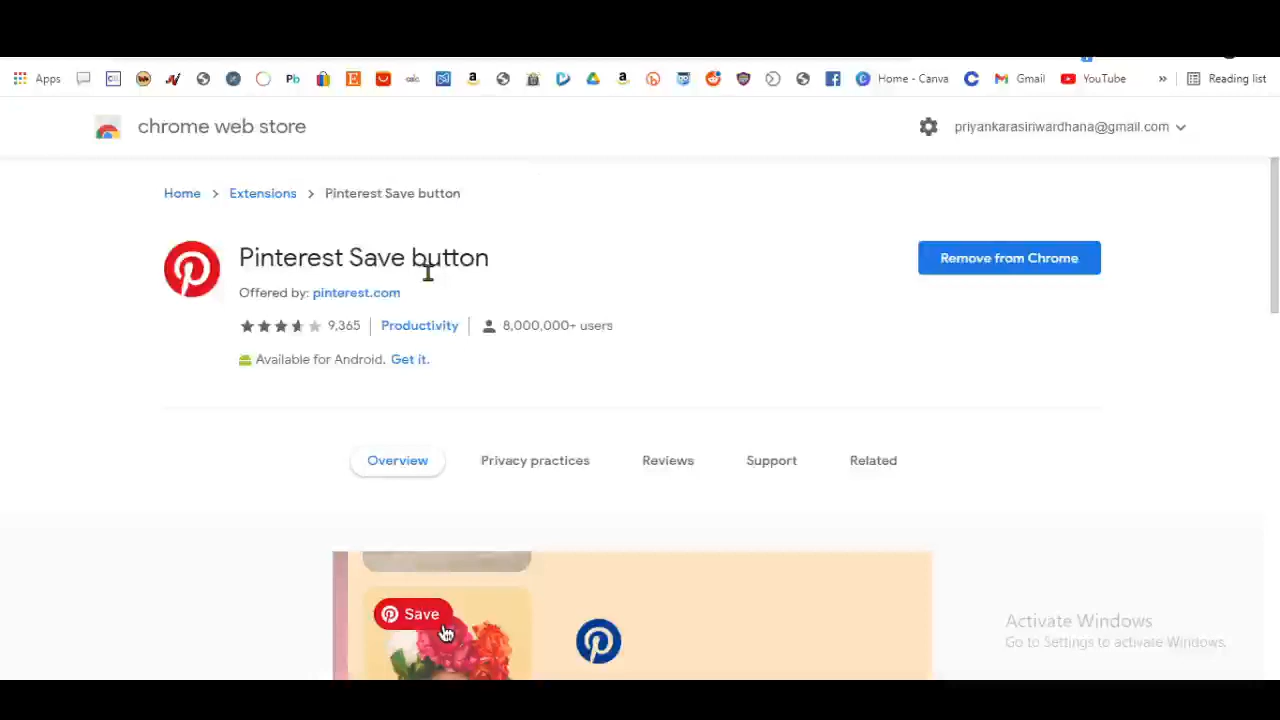 Apps Pb Home - Canva Gmail YouTube » Reading list
chrome web store
priyankarasiriwardhana@gmail.com
Home > Extensions > Pinterest Save button
Pinterest Save button
Remove from Chrome
Offered by: pinterest.com
9,365 | Productivity | 8,000,000+ users
Available for Android. Get it.
Overview Privacy practices Reviews Support Related
Save
Activate Windows
Go to Settings to activate Windows.